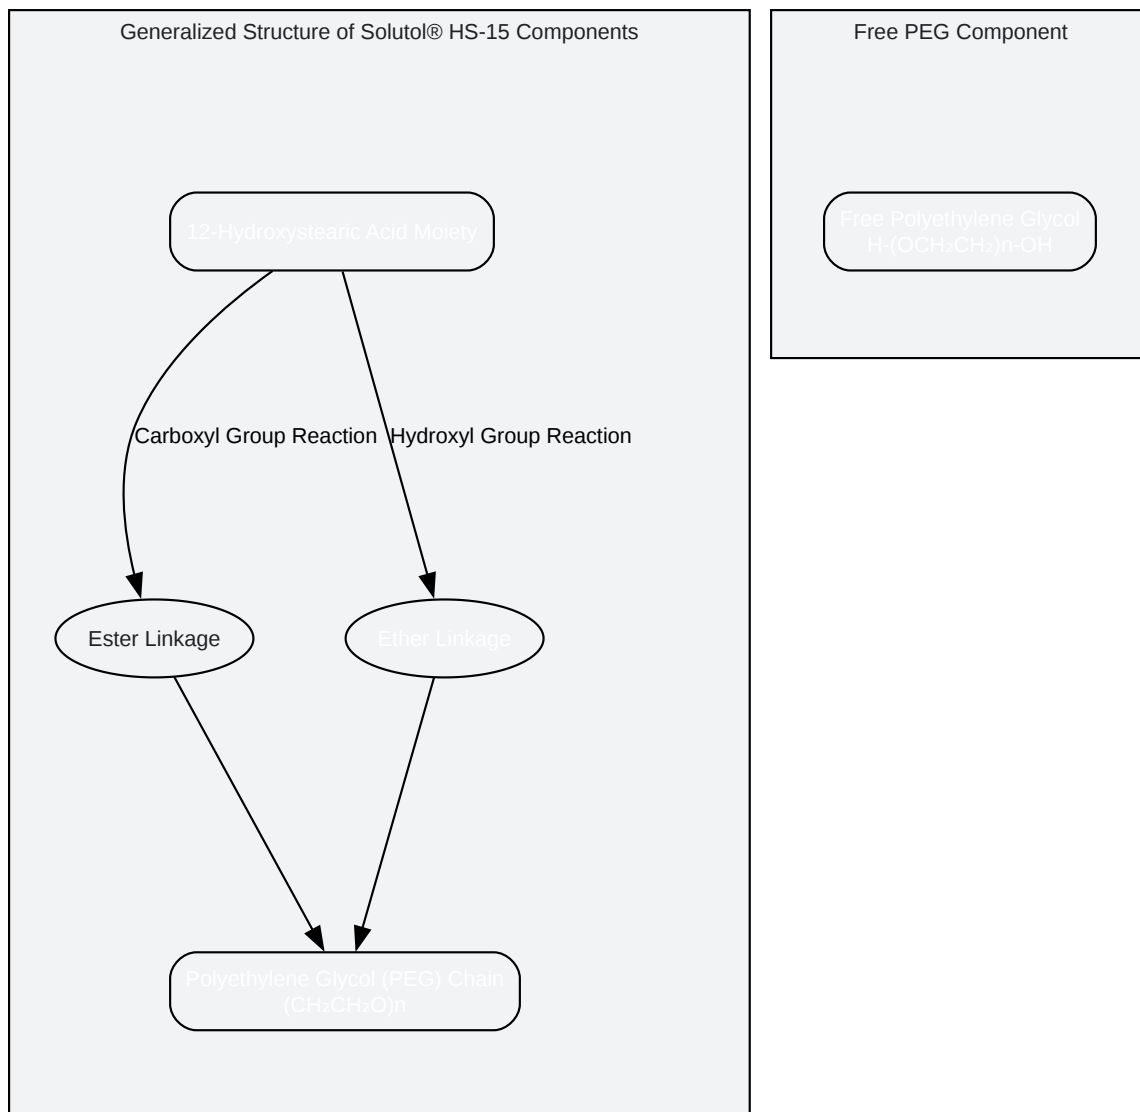 Generalized Structure of Solutol® HS-15 Components
Free PEG Component
12-Hydroxystearic Acid Moiety
Free Polyethylene Glycol
H-(OCH₂CH₂)n-OH
Carboxyl Group Reaction
Hydroxyl Group Reaction
Ester Linkage
Ether Linkage
Polyethylene Glycol (PEG) Chain
(CH₂CH₂O)n